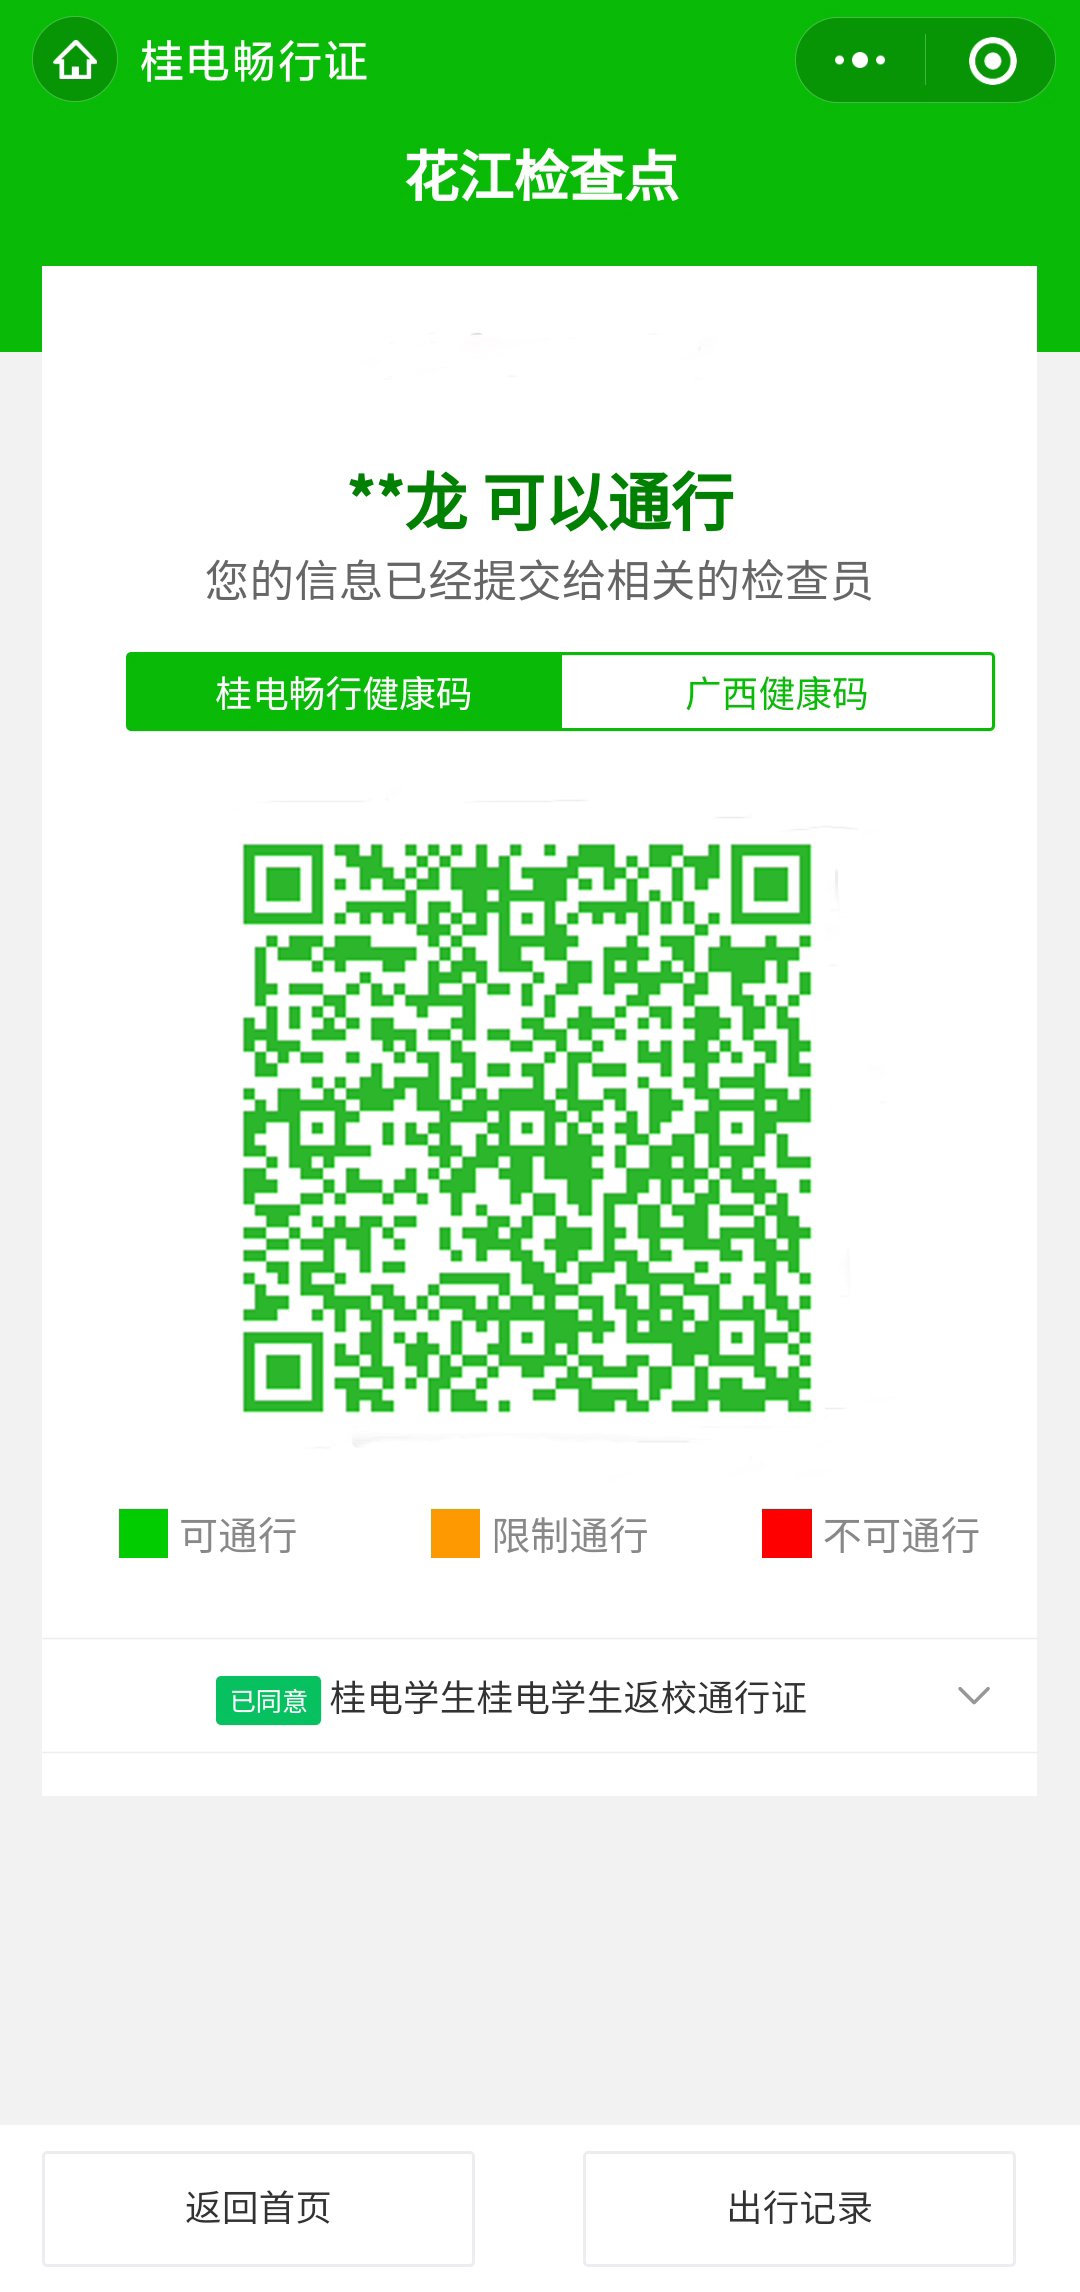 桂电畅行证
花江检查点
**龙 可以通行
您的信息已经提交给相关的检查员
桂电畅行健康码
广西健康码
可通行
限制通行
不可通行
已同意 桂电学生桂电学生返校通行证
返回首页
出行记录